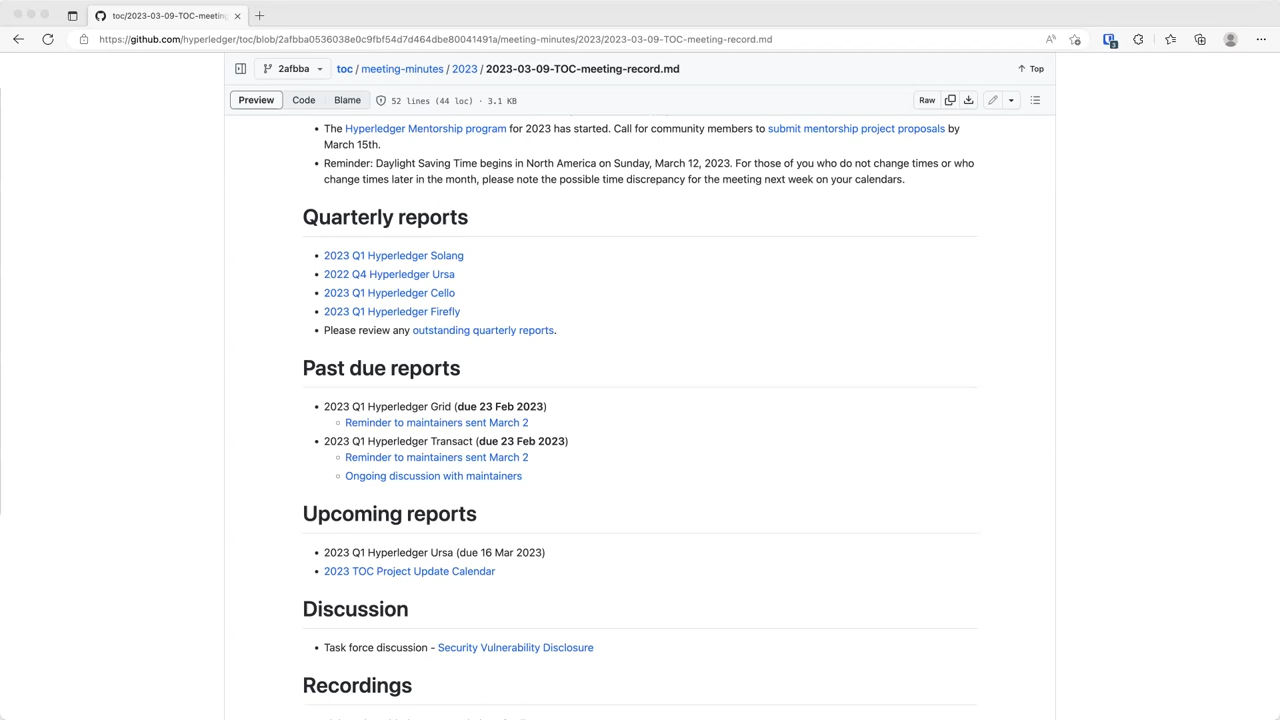 toc/2023-03-09-TOC-meeting
https://github.com/hyperledger/toc/blob/2afbba0536038e0c9fbf54d7d464dbe80041491a/meeting-minutes/2023/2023-03-09-TOC-meeting-record.md
2afbba toc / meeting-minutes / 2023 / 2023-03-09-TOC-meeting-record.md Top
Preview Code Blame 52 lines (44 loc) · 3.1 KB Raw
• The Hyperledger Mentorship program for 2023 has started. Call for community members to submit mentorship project proposals by
March 15th.
• Reminder: Daylight Saving Time begins in North America on Sunday, March 12, 2023. For those of you who do not change times or who
change times later in the month, please note the possible time discrepancy for the meeting next week on your calendars.
Quarterly reports
• 2023 Q1 Hyperledger Solang
• 2022 Q4 Hyperledger Ursa
• 2023 Q1 Hyperledger Cello
• 2023 Q1 Hyperledger Firefly
• Please review any outstanding quarterly reports.
Past due reports
• 2023 Q1 Hyperledger Grid (due 23 Feb 2023)
◦ Reminder to maintainers sent March 2
• 2023 Q1 Hyperledger Transact (due 23 Feb 2023)
◦ Reminder to maintainers sent March 2
◦ Ongoing discussion with maintainers
Upcoming reports
• 2023 Q1 Hyperledger Ursa (due 16 Mar 2023)
• 2023 TOC Project Update Calendar
Discussion
• Task force discussion - Security Vulnerability Disclosure
Recordings